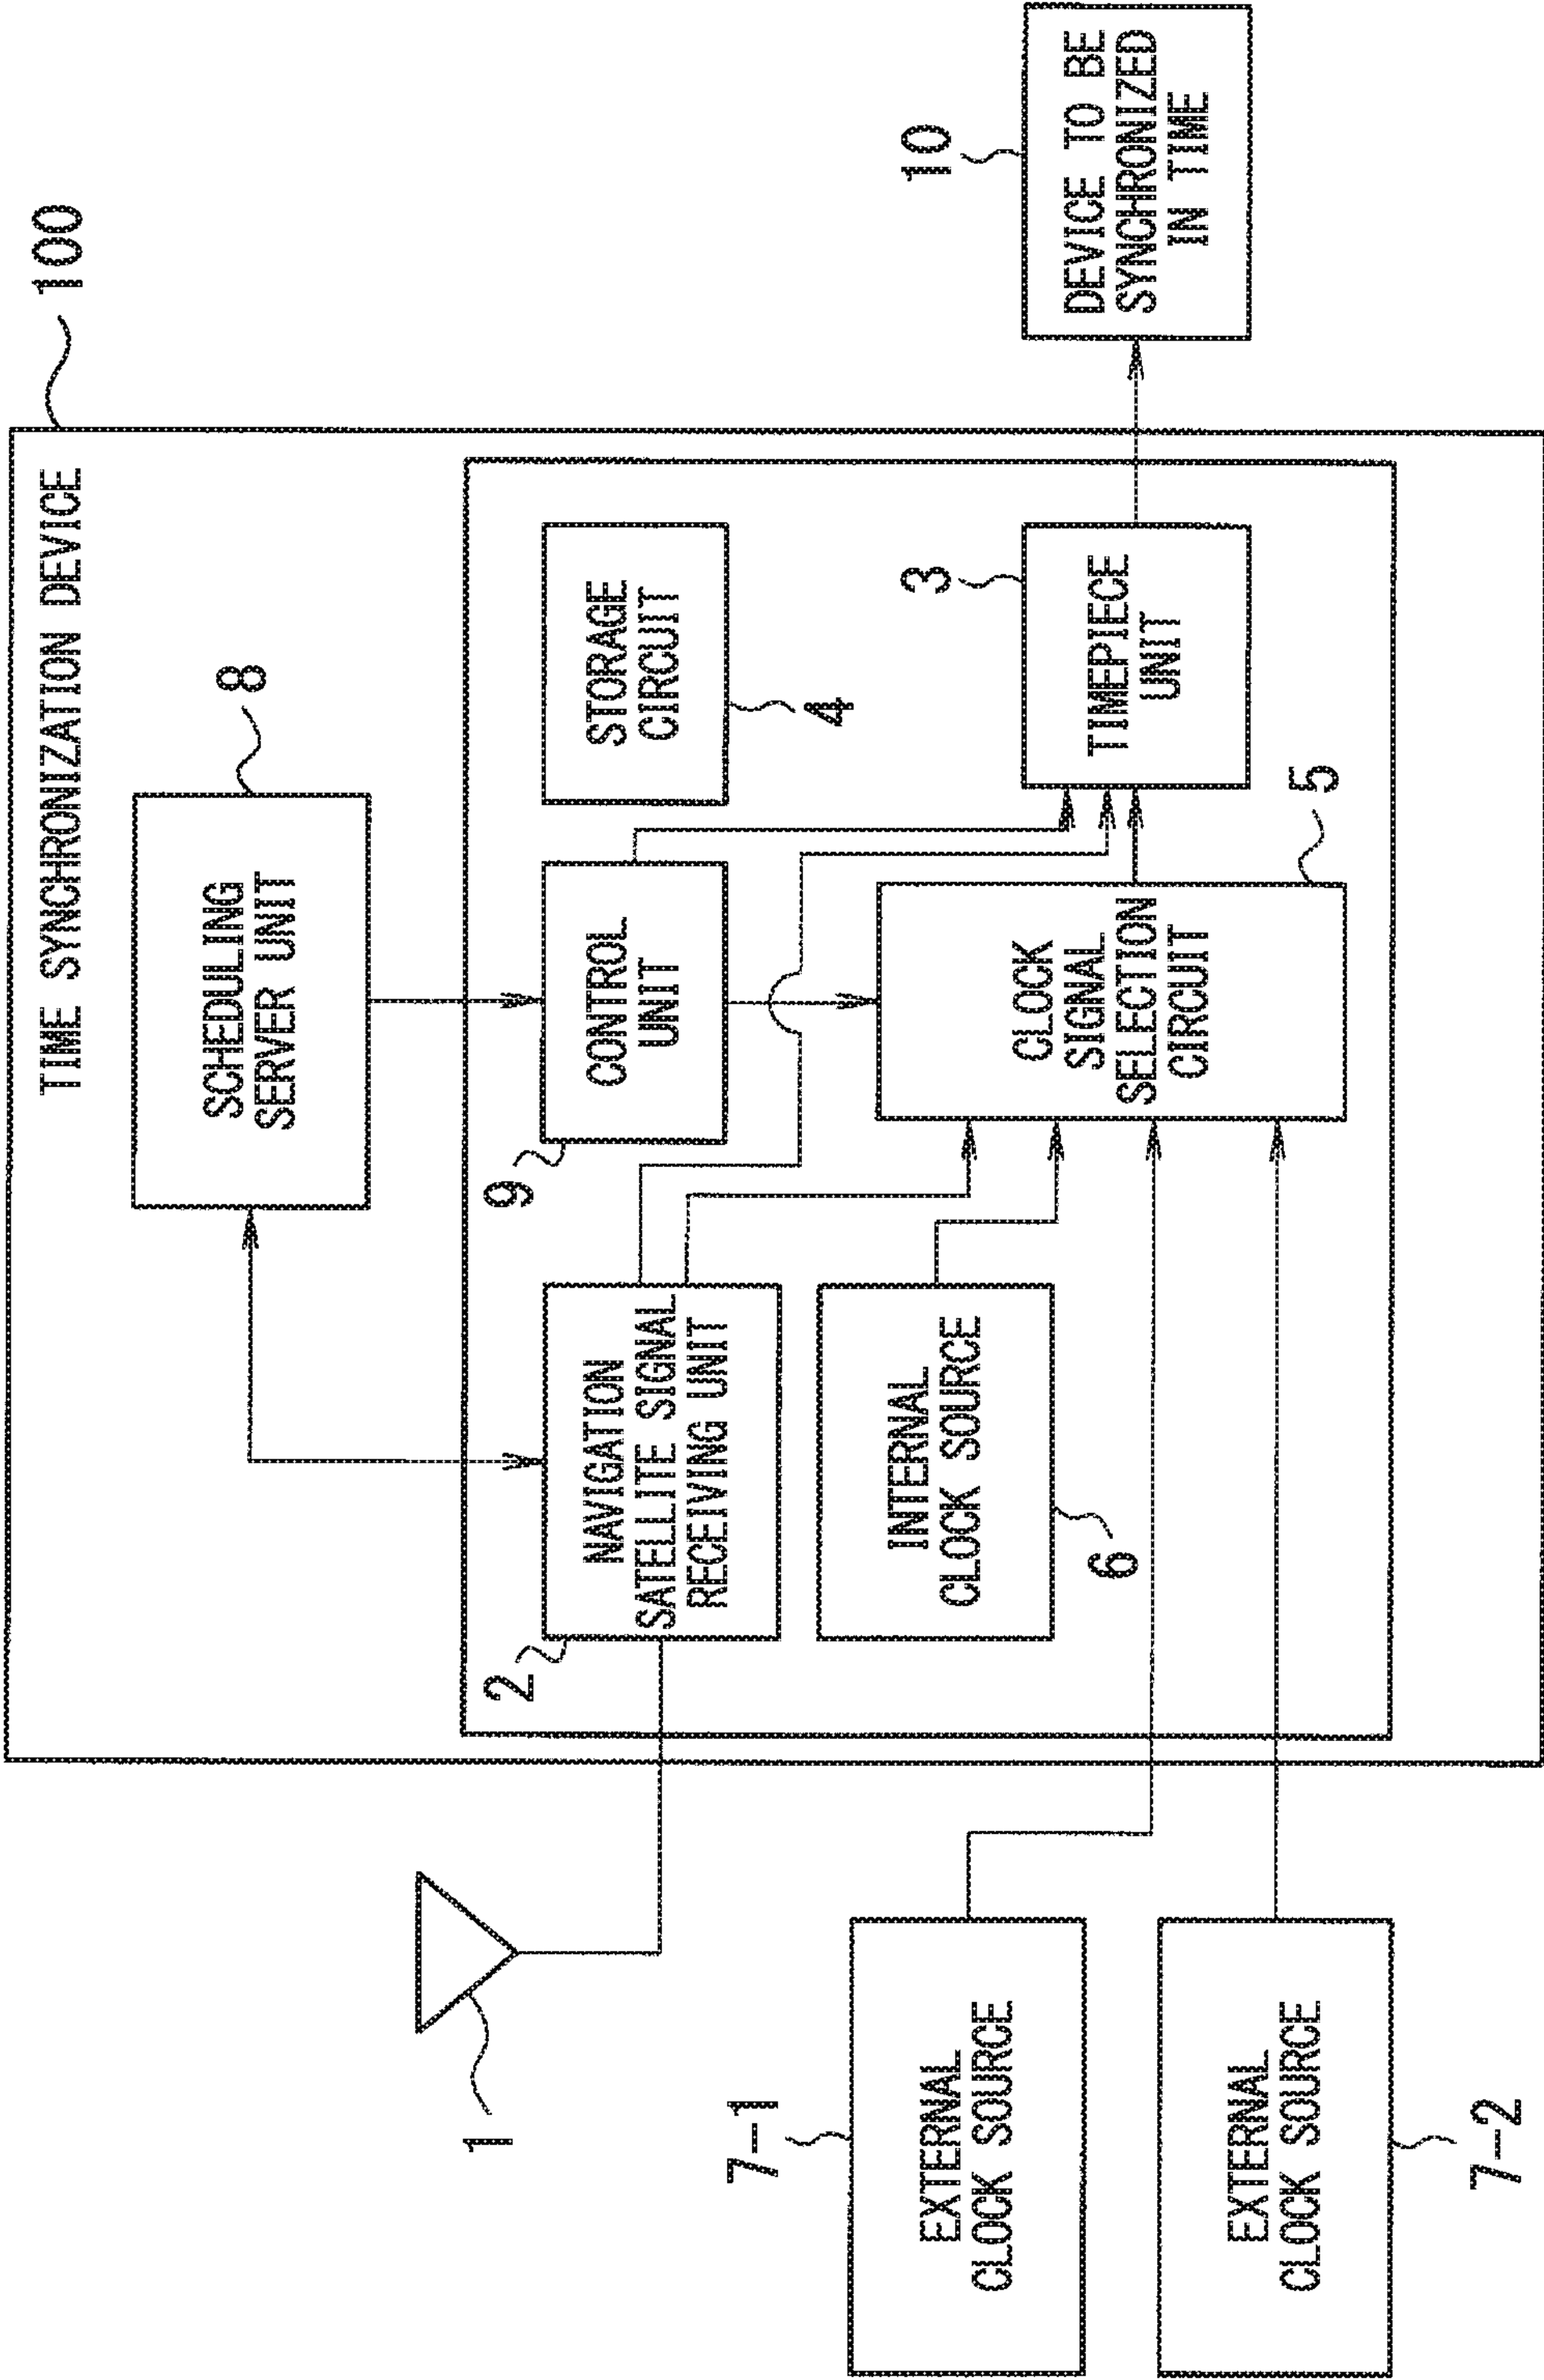 TIME SYNCHRONIZATION DEVICE
100
SCHEDULING
SERVER UNIT
8
1
2
NAVIGATION
SATELLITE SIGNAL
RECEIVING UNIT
9
CONTROL
UNIT
STORAGE
CIRCUIT
4
7-1
EXTERNAL
CLOCK SOURCE
INTERNAL
CLOCK SOURCE
6
CLOCK
SIGNAL
SELECTION
CIRCUIT
5
3
TIMEPIECE
UNIT
10
DEVICE TO BE
SYNCHRONIZED
IN TIME
EXTERNAL
CLOCK SOURCE
7-2